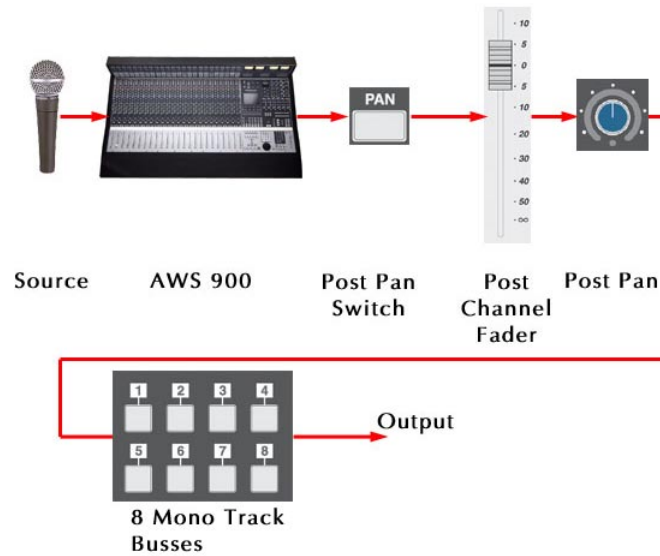 PAN
10
5
0
5
10
20
30
40
50
∞
Source
AWS 900
Post Pan
Switch
Post
Channel
Fader
Post Pan
1 2 3 4
5 6 7 8
Output
8 Mono Track
Busses